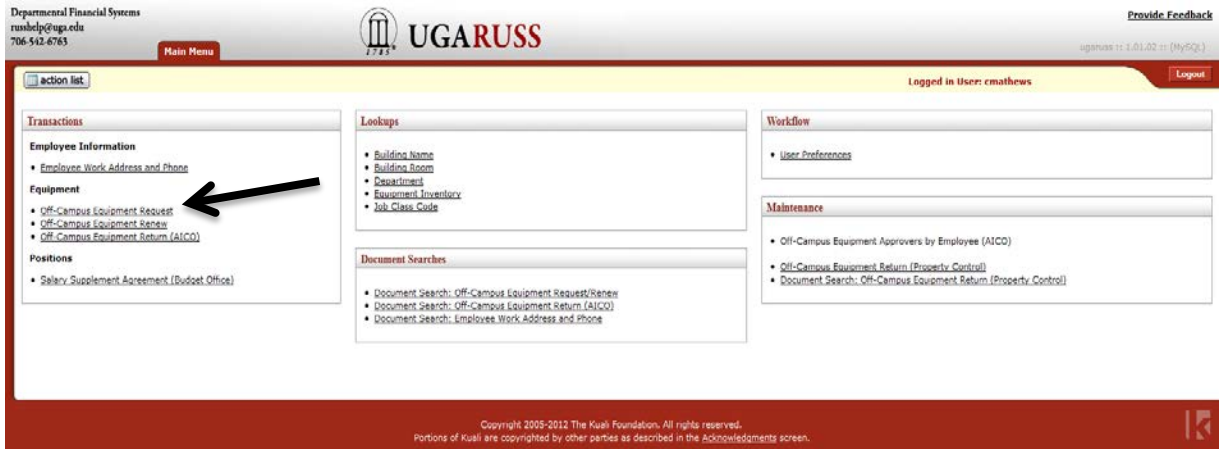 Departmental Financial Systems
russhelp@uga.edu
706-542-6763
Main Menu
1785
UGARUSS
Provide Feedback
ugaruss :: 1.01.02 :: (MySQL)
action list
Logged in User: cmathews
Logout
Transactions
Employee Information
Employee Work Address and Phone
Equipment
Off-Campus Equipment Request
Off-Campus Equipment Renew
Off-Campus Equipment Return (AICO)
Positions
Salary Supplement Agreement (Budget Office)
Lookups
Building Name
Building Room
Department
Equipment Inventory
Job Class Code
Document Searches
Document Search: Off-Campus Equipment Request/Renew
Document Search: Off-Campus Equipment Return (AICO)
Document Search: Employee Work Address and Phone
Workflow
User Preferences
Maintenance
Off-Campus Equipment Approvers by Employee (AICO)
Off-Campus Equipment Return (Property Control)
Document Search: Off-Campus Equipment Return (Property Control)
Copyright 2005-2012 The Kuali Foundation. All rights reserved.
Portions of Kuali are copyrighted by other parties as described in the Acknowledgments screen.